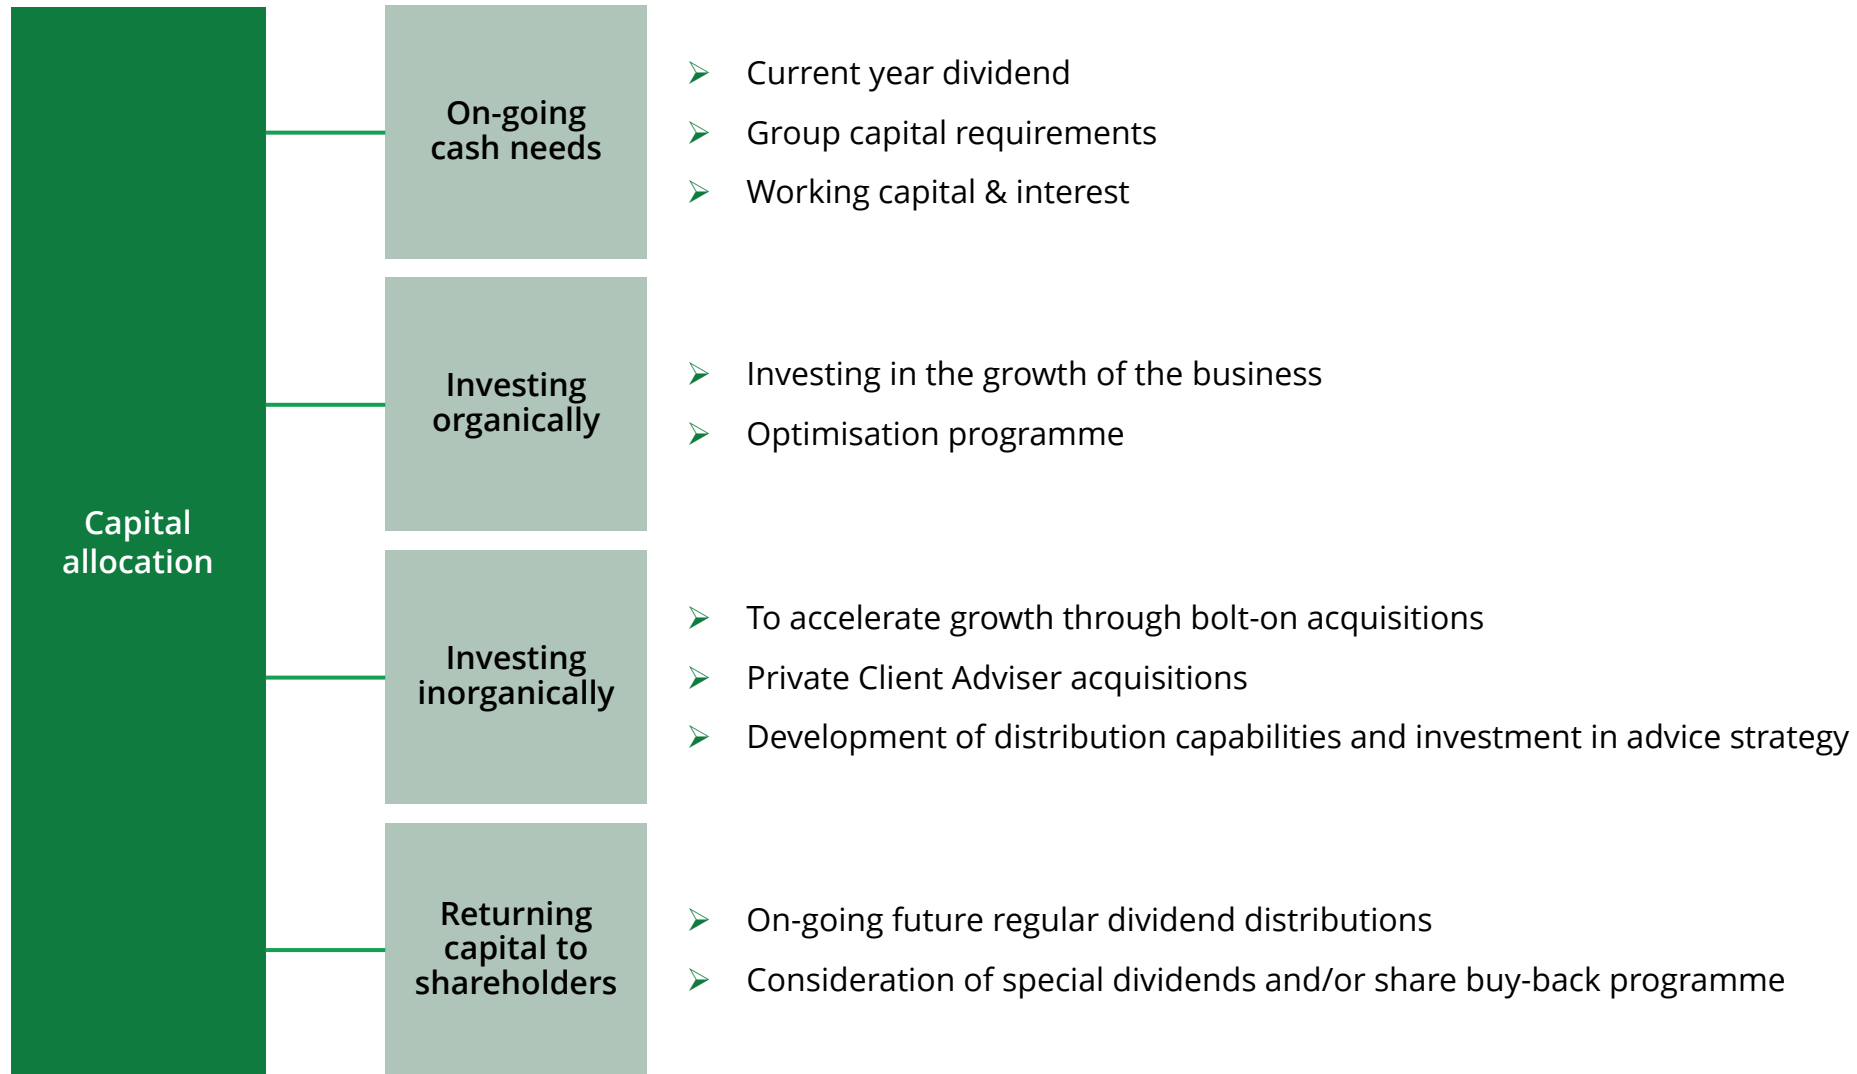 Capital
allocation
On-going
cash needs
➢ Current year dividend
➢ Group capital requirements
➢ Working capital & interest
Investing
organically
➢ Investing in the growth of the business
➢ Optimisation programme
Investing
inorganically
➢ To accelerate growth through bolt-on acquisitions
➢ Private Client Adviser acquisitions
➢ Development of distribution capabilities and investment in advice strategy
Returning
capital to
shareholders
➢ On-going future regular dividend distributions
➢ Consideration of special dividends and/or share buy-back programme